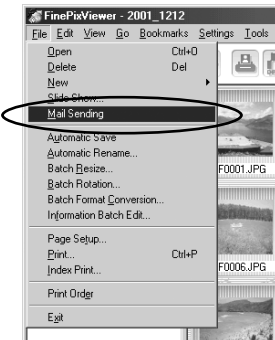 FinePixViewer - 2001_1212
File Edit View Go Bookmarks Settings Tools
Open Ctrl+O
Delete Del
New
Slide Show...
Mail Sending
Automatic Save
Automatic Rename...
Batch Resize...
Batch Rotation...
Batch Format Conversion...
Information Batch Edit...
Page Setup...
Print... Ctrl+P
Index Print...
Print Order
Exit
F0001.JPG
F0006.JPG